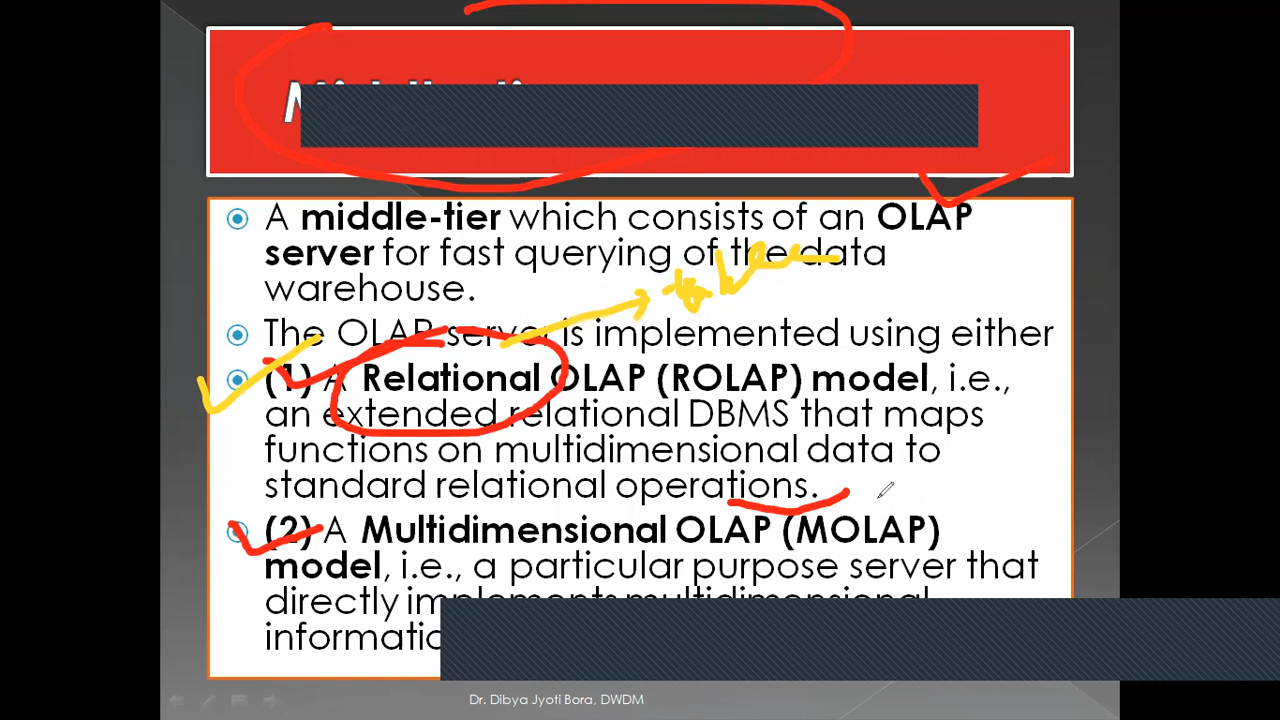 A middle-tier which consists of an OLAP
server for fast querying of the data
warehouse.
The OLAP server is implemented using either
(1) A Relational OLAP (ROLAP) model, i.e.,
an extended relational DBMS that maps
functions on multidimensional data to
standard relational operations.
(2) A Multidimensional OLAP (MOLAP)
model, i.e., a particular purpose server that
directly implements multidimensional
Dr. Dibya Jyoti Bora, DWDM